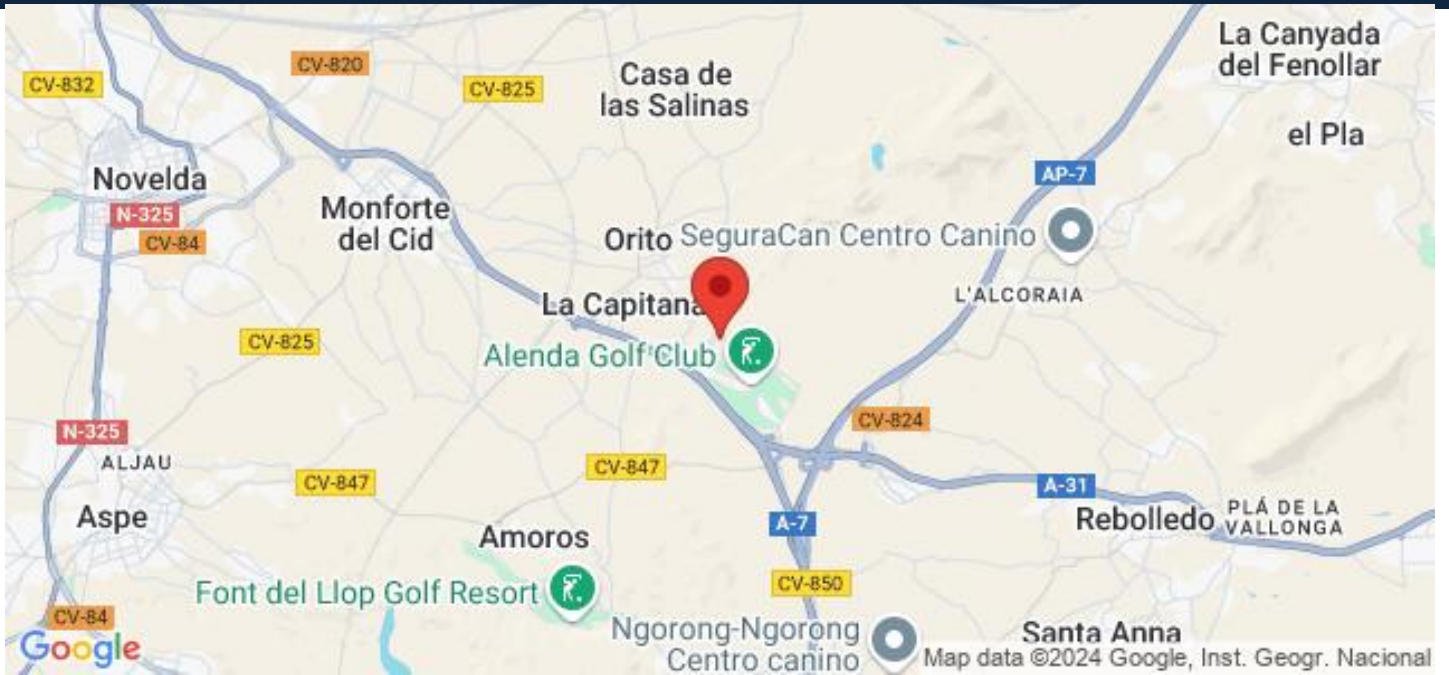 La Canyada
del Fenollar
CV-820
Casa de
las Salinas
CV-832
CV-825
el Pla
AP-7
Novelda
N-325
CV-84
Monforte
del Cid
Orito
SeguraCan Centro Canino
La Capitana
L'ALCORAIA
CV-825
Alenda Golf Club
CV-824
N-325
ALJAU
CV-847
CV-847
A-31
Aspe
Amoros
A-7
Rebolledo
PLÁ DE LA
VALLONGA
Font del Llop Golf Resort
CV-850
CV-84
Google
Ngorong-Ngorong
Centro canino
Santa Anna
Map data ©2024 Google, Inst. Geogr. Nacional